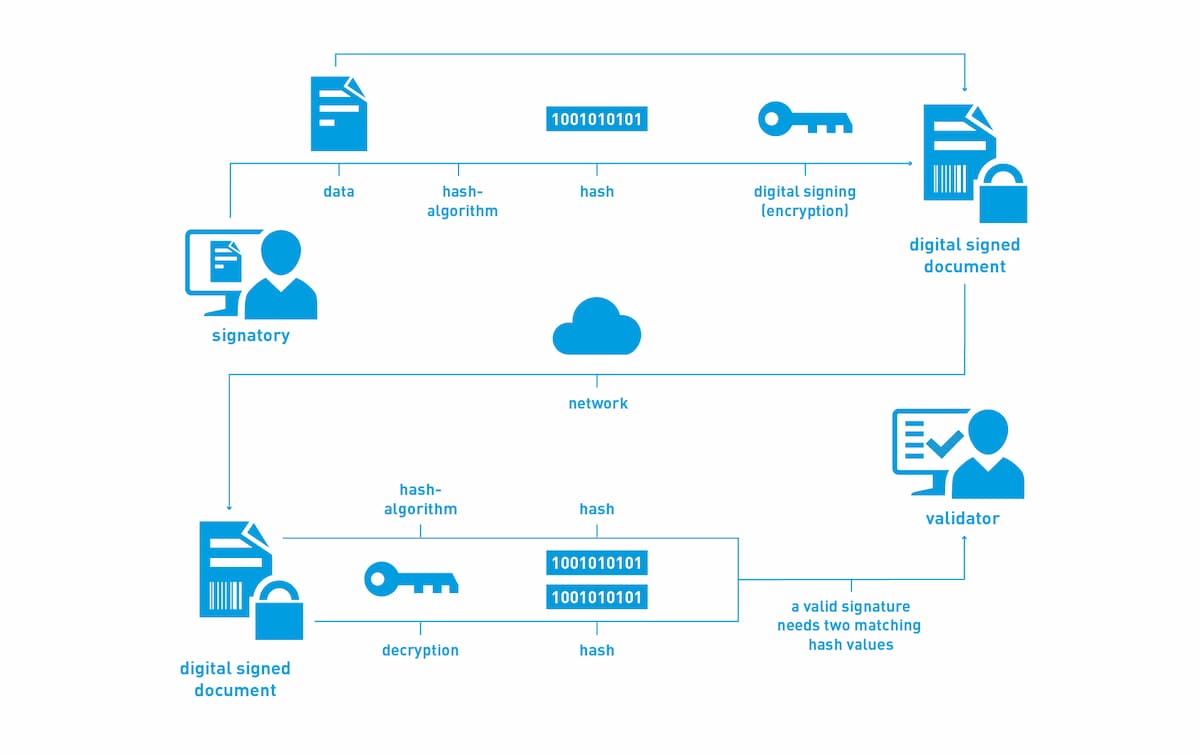 1001010101
data
hash-
algorithm
hash
digital signing
(encryption)
digital signed
document
signatory
network
validator
hash-
algorithm
hash
1001010101
1001010101
a valid signature
needs two matching
hash values
decryption
hash
digital signed
document